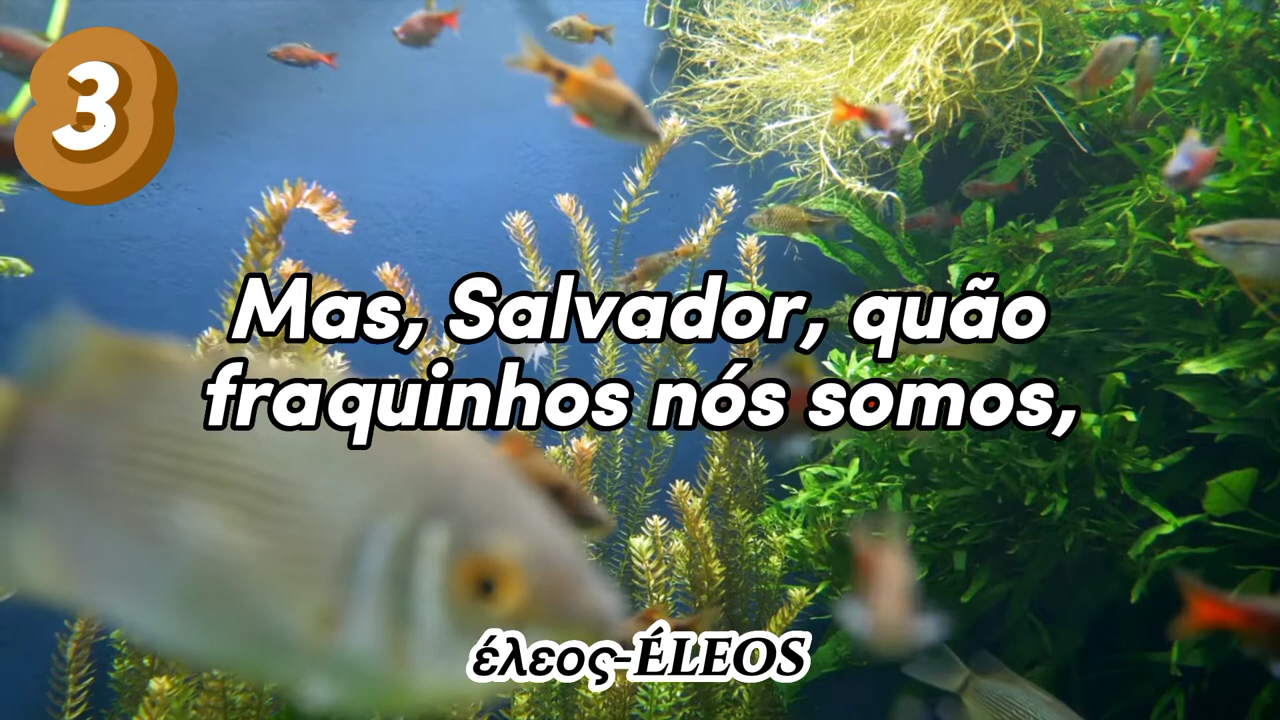 3
Mas, Salvador, quão
fraquinhos nós somos,
έλεος-ÉLEOS